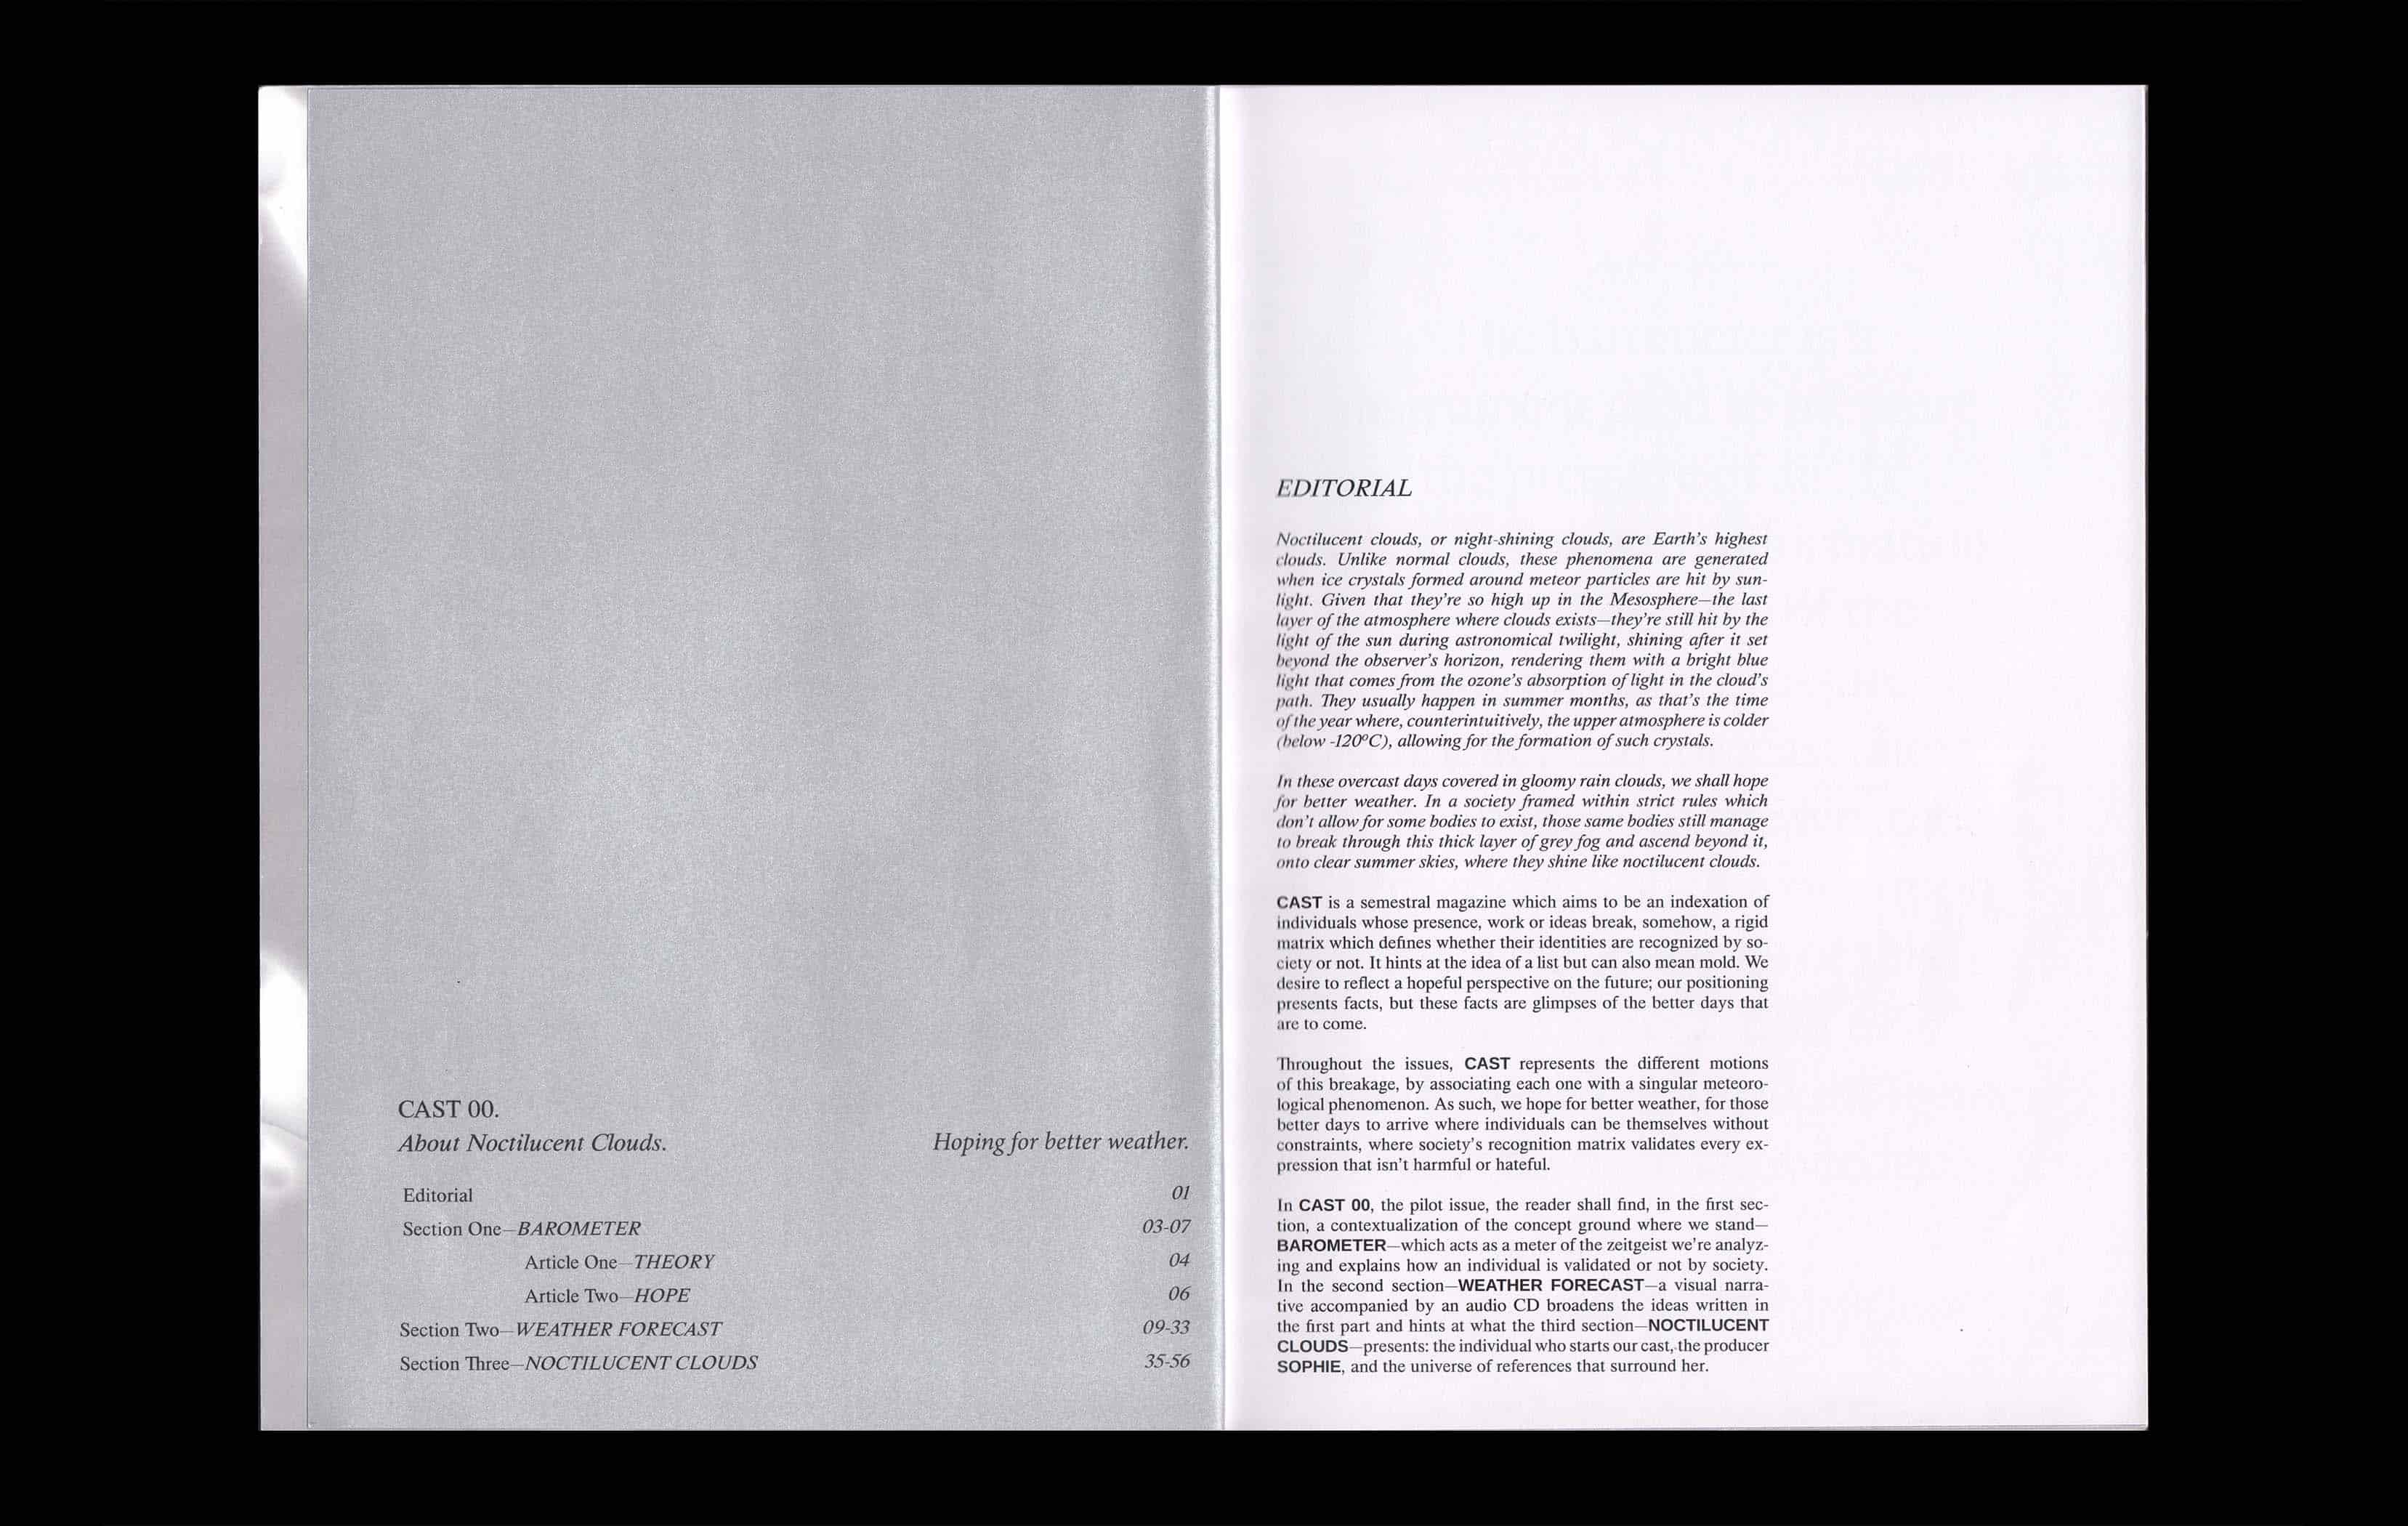 CAST 00.
About Noctilucent Clouds.
Hoping for better weather.
Editorial 01
Section One—BAROMETER 03-07
Article One—THEORY 04
Article Two—HOPE 06
Section Two—WEATHER FORECAST 09-33
Section Three—NOCTILUCENT CLOUDS 35-56
EDITORIAL
Noctilucent clouds, or night-shining clouds, are Earth's highest
clouds. Unlike normal clouds, these phenomena are generated
when ice crystals formed around meteor particles are hit by sun-
light. Given that they're so high up in the Mesosphere—the last
layer of the atmosphere where clouds exists—they're still hit by the
light of the sun during astronomical twilight, shining after it set
beyond the observer's horizon, rendering them with a bright blue
light that comes from the ozone's absorption of light in the cloud's
path. They usually happen in summer months, as that's the time
of the year where, counterintuitively, the upper atmosphere is colder
(below -120ºC), allowing for the formation of such crystals.
In these overcast days covered in gloomy rain clouds, we shall hope
for better weather. In a society framed within strict rules which
don't allow for some bodies to exist, those same bodies still manage
to break through this thick layer of grey fog and ascend beyond it,
onto clear summer skies, where they shine like noctilucent clouds.
CAST is a semestral magazine which aims to be an indexation of
individuals whose presence, work or ideas break, somehow, a rigid
matrix which defines whether their identities are recognized by so-
ciety or not. It hints at the idea of a list but can also mean mold. We
desire to reflect a hopeful perspective on the future; our positioning
presents facts, but these facts are glimpses of the better days that
are to come.
Throughout the issues, CAST represents the different motions
of this breakage, by associating each one with a singular meteoro-
logical phenomenon. As such, we hope for better weather, for those
better days to arrive where individuals can be themselves without
constraints, where society's recognition matrix validates every ex-
pression that isn't harmful or hateful.
In CAST 00, the pilot issue, the reader shall find, in the first sec-
tion, a contextualization of the concept ground where we stand—
BAROMETER—which acts as a meter of the zeitgeist we're analyz-
ing and explains how an individual is validated or not by society.
In the second section—WEATHER FORECAST—a visual narra-
tive accompanied by an audio CD broadens the ideas written in
the first part and hints at what the third section—NOCTILUCENT
CLOUDS—presents: the individual who starts our cast, the producer
SOPHIE, and the universe of references that surround her.